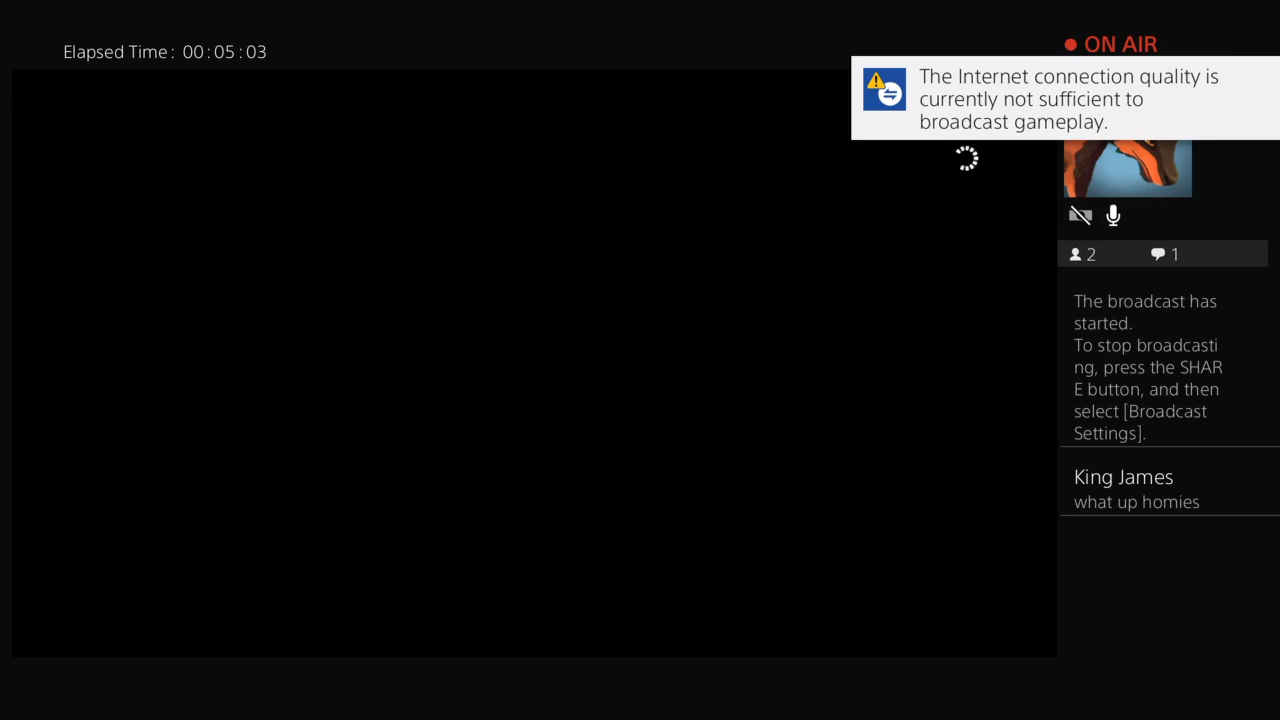 Elapsed Time: 00:05:03
ON AIR
The Internet connection quality is
currently not sufficient to
broadcast gameplay.
2 1
The broadcast has
started.
To stop broadcasti
ng, press the SHAR
E button, and then
select [Broadcast
Settings].
King James
what up homies